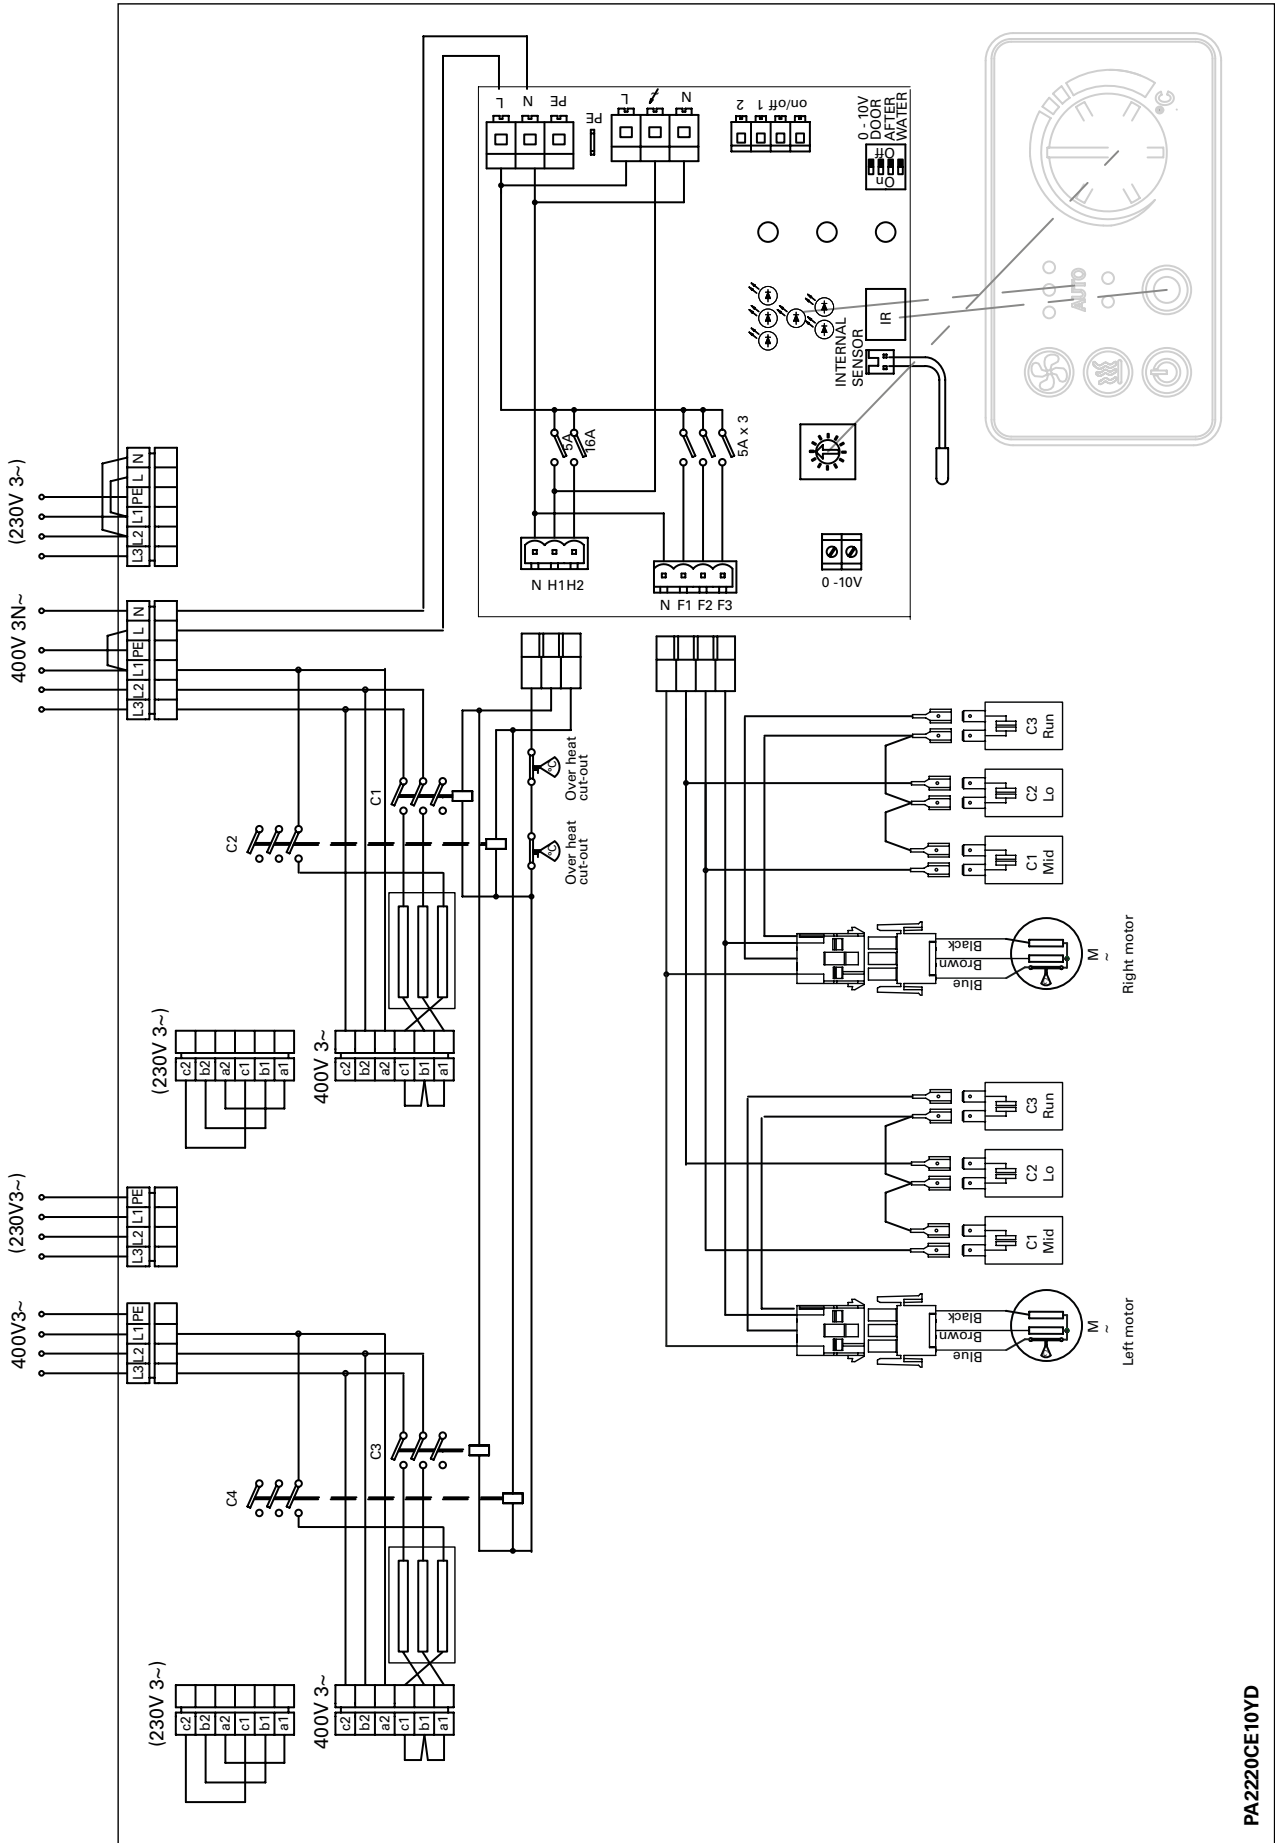 (230V 3~)
L3 L2 L1 PE L N
400V 3N~
L3 L2 L1 PE L N
(230V3~)
L3 L2 L1 PE
400V3~
L3 L2 L1 PE
L N PE
PE
L N
2 1 on/off
0 - 10V
DOOR
AFTER
WATER
Off
On
°C
AUTO
IR
INTERNAL
SENSOR
5A
16A
5A x 3
N H1 H2
N F1 F2 F3
0 -10V
C1
C2
°C
Over heat
cut-out
°C
Over heat
cut-out
(230V 3~)
c2
b2
a2
c1
b1
a1
400V 3~
c2
b2
a2
c1
b1
a1
C3
C4
(230V 3~)
c2
b2
a2
c1
b1
a1
400V 3~
c2
b2
a2
c1
b1
a1
C3
Run
C2
Lo
C1
Mid
Black
Brown
Blue
M
~
Right motor
C3
Run
C2
Lo
C1
Mid
Black
Brown
Blue
M
~
Left motor
PA2220CE10YD